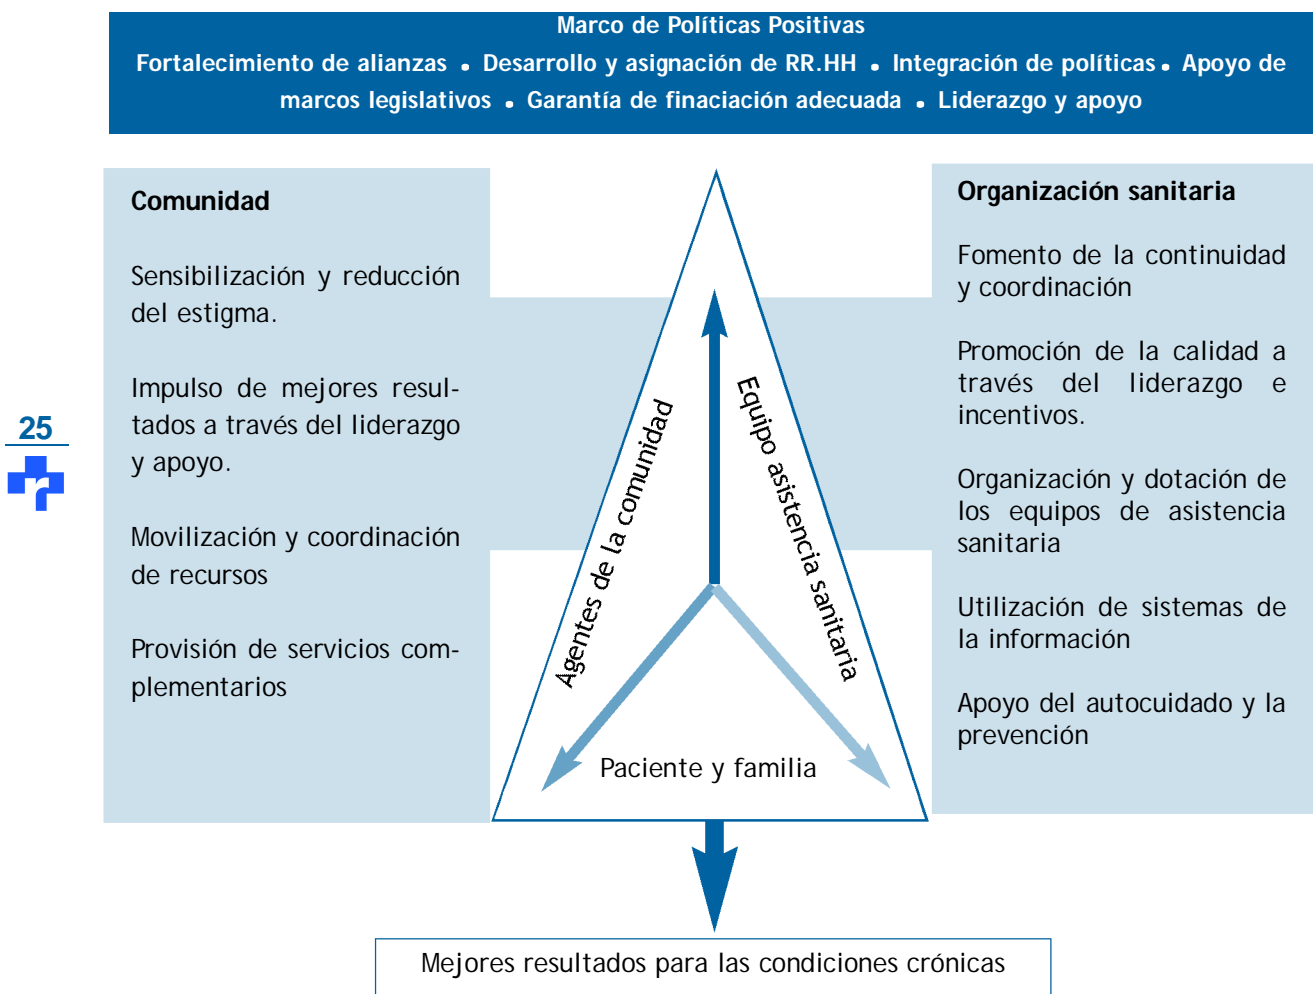 Marco de Políticas Positivas
Fortalecimiento de alianzas . Desarrollo y asignación de RR.HH . Integración de políticas . Apoyo de
marcos legislativos . Garantía de finaciación adecuada . Liderazgo y apoyo
Comunidad
Sensibilización y reducción
del estigma.
Impulso de mejores resul-
tados a través del liderazgo
y apoyo.
Movilización y coordinación
de recursos
Provisión de servicios com-
plementarios
25
r
Agentes de la comunidad
Equipo asistencia sanitaria
Paciente y familia
Organización sanitaria
Fomento de la continuidad
y coordinación
Promoción de la calidad a
través del liderazgo e
incentivos.
Organización y dotación de
los equipos de asistencia
sanitaria
Utilización de sistemas de
la información
Apoyo del autocuidado y la
prevención
Mejores resultados para las condiciones crónicas